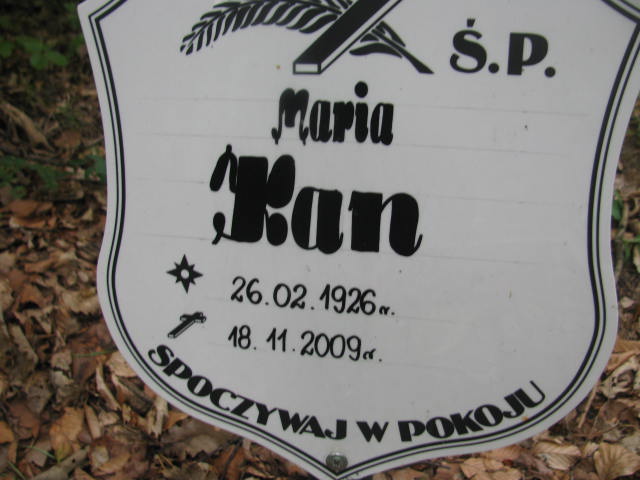 Ś.P.
Maria
Kan
26.02.1926r.
18.11.2009r.
SPOCZYWAJ W POKOJU